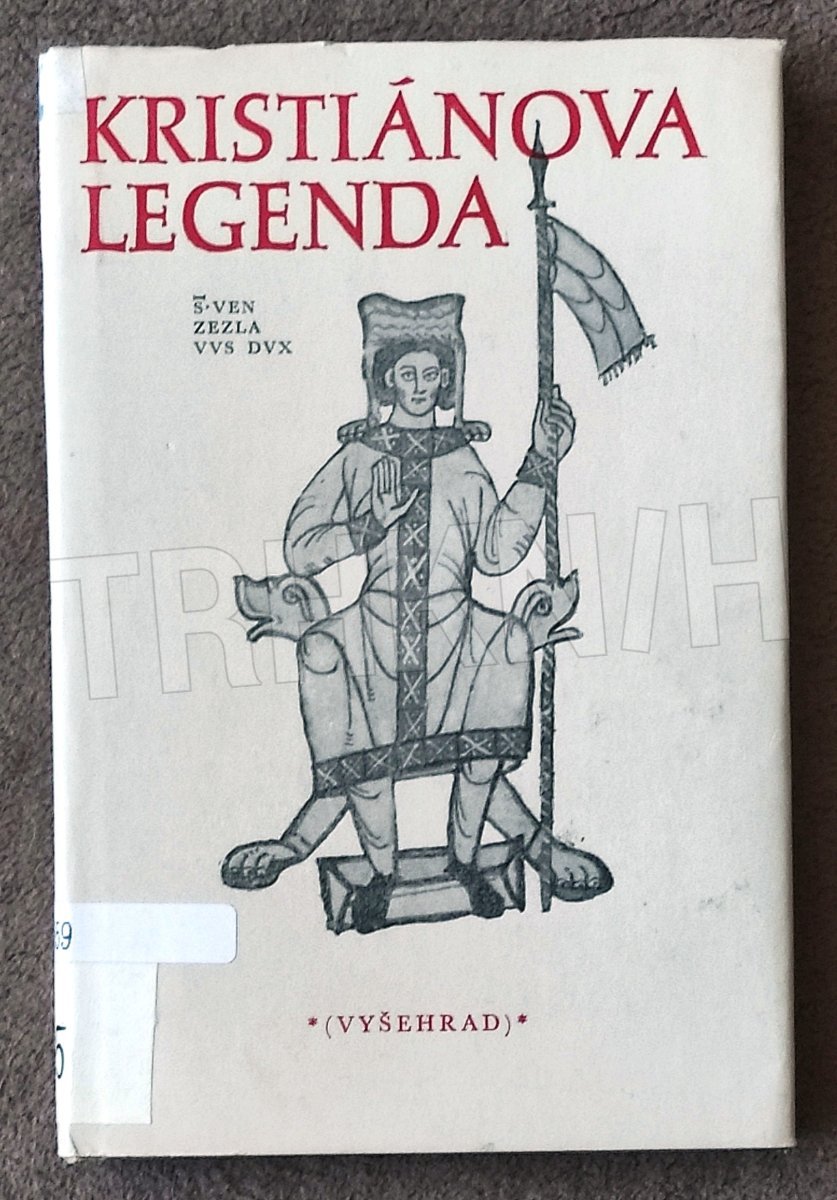 KRISTIÁNOVA
LEGENDA
S̄·VEN
ZEZLA
VVS DVX
*(VYŠEHRAD)*